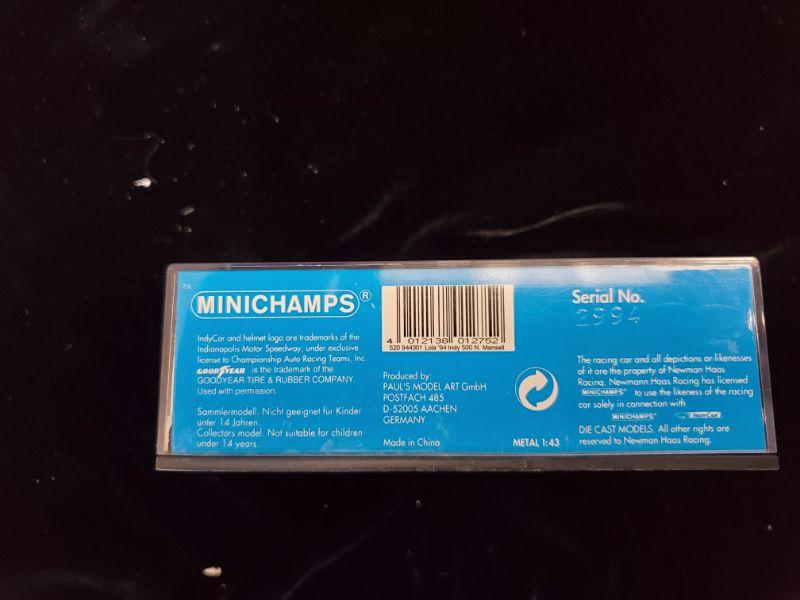 MINICHAMPS®
IndyCar and helmet logo are trademarks of the
Indianapolis Motor Speedway, under exclusive
license to Championship Auto Racing Teams, Inc.
GOODYEAR is the trademark of the
GOODYEAR TIRE & RUBBER COMPANY.
Used with permission.
Sammlermodell. Nicht geeignet für Kinder
unter 14 Jahren.
Collectors model. Not suitable for children
under 14 years.
4 012138 012752
520 944301 Lola '94 Indy 500 N. Mansell
Produced by
PAUL'S MODEL ART GmbH
POSTFACH 485
D-52005 AACHEN
GERMANY
Made in China
METAL 1:43
Serial No.
2994
The racing car and all depictions or likenesses
of it are the property of Newman Haas
Racing. Newmann Haas Racing has licensed
MINICHAMPS to use the likeness of the racing
car solely in connection with
MINICHAMPS INDYCAR
DIE CAST MODELS. All other rights are
reserved to Newman Haas Racing.